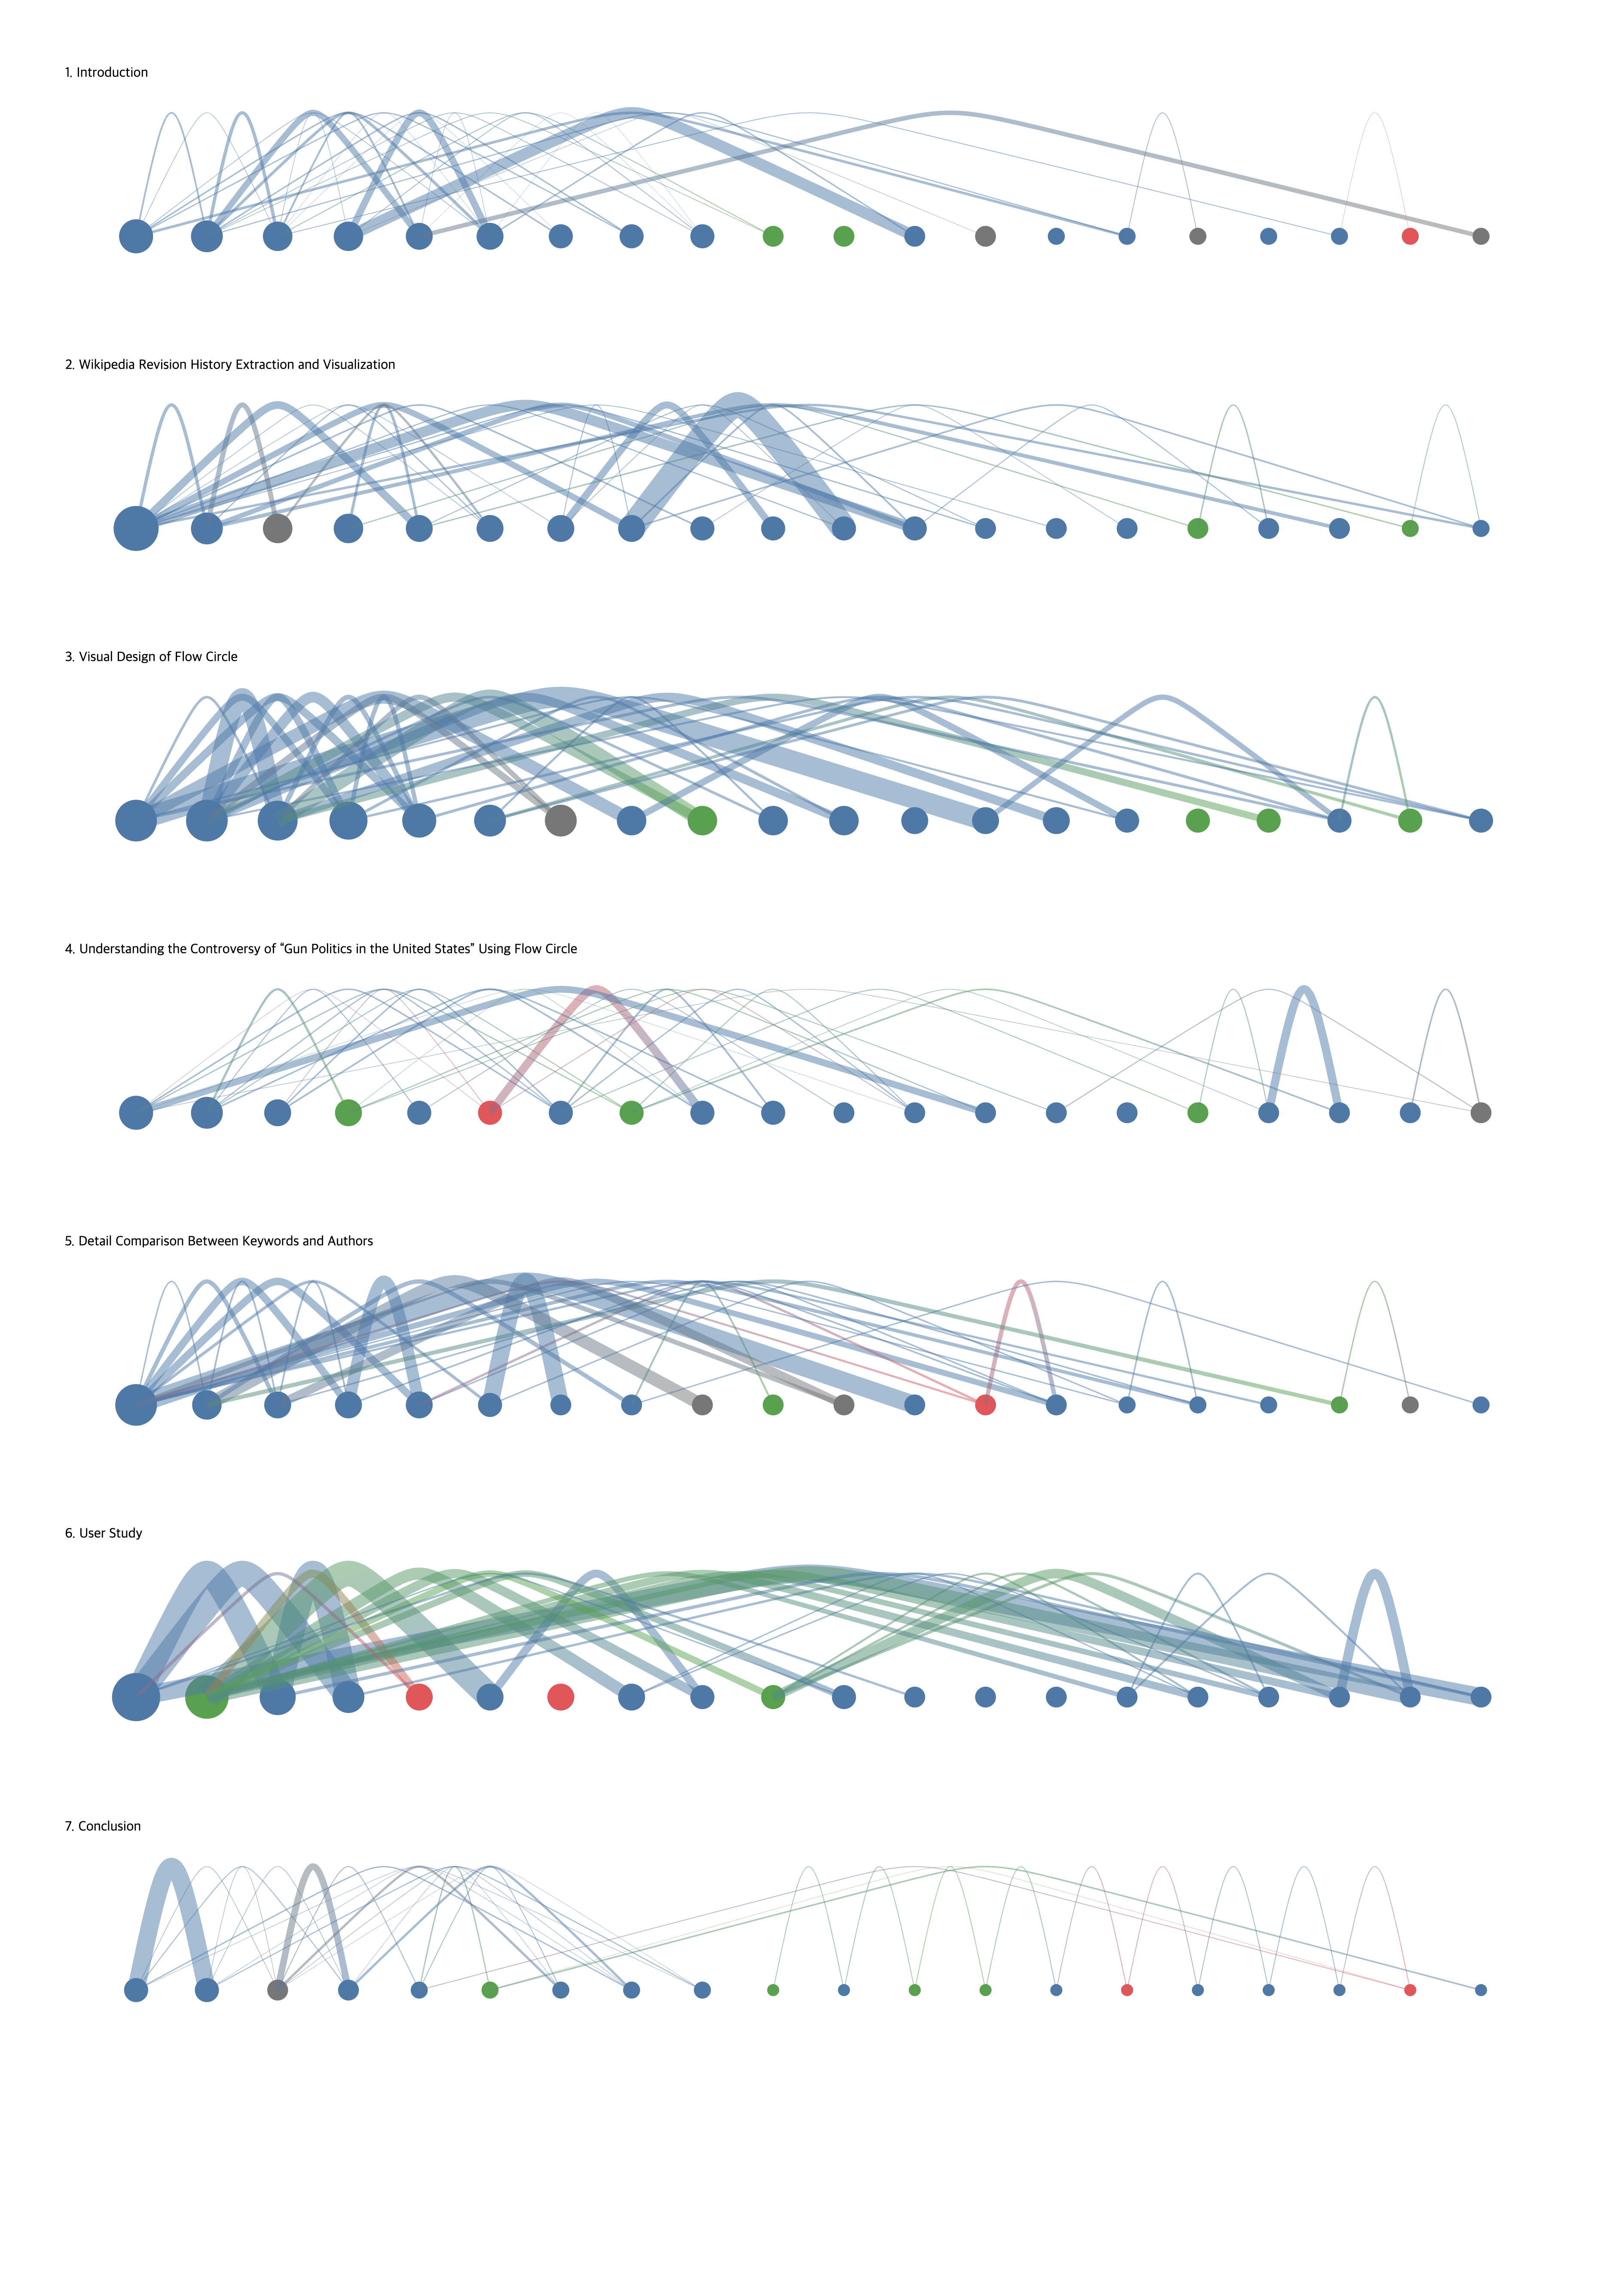 1. Introduction
2. Wikipedia Revision History Extraction and Visualization
3. Visual Design of Flow Circle
4. Understanding the Controversy of “Gun Politics in the United States” Using Flow Circle
5. Detail Comparison Between Keywords and Authors
6. User Study
7. Conclusion